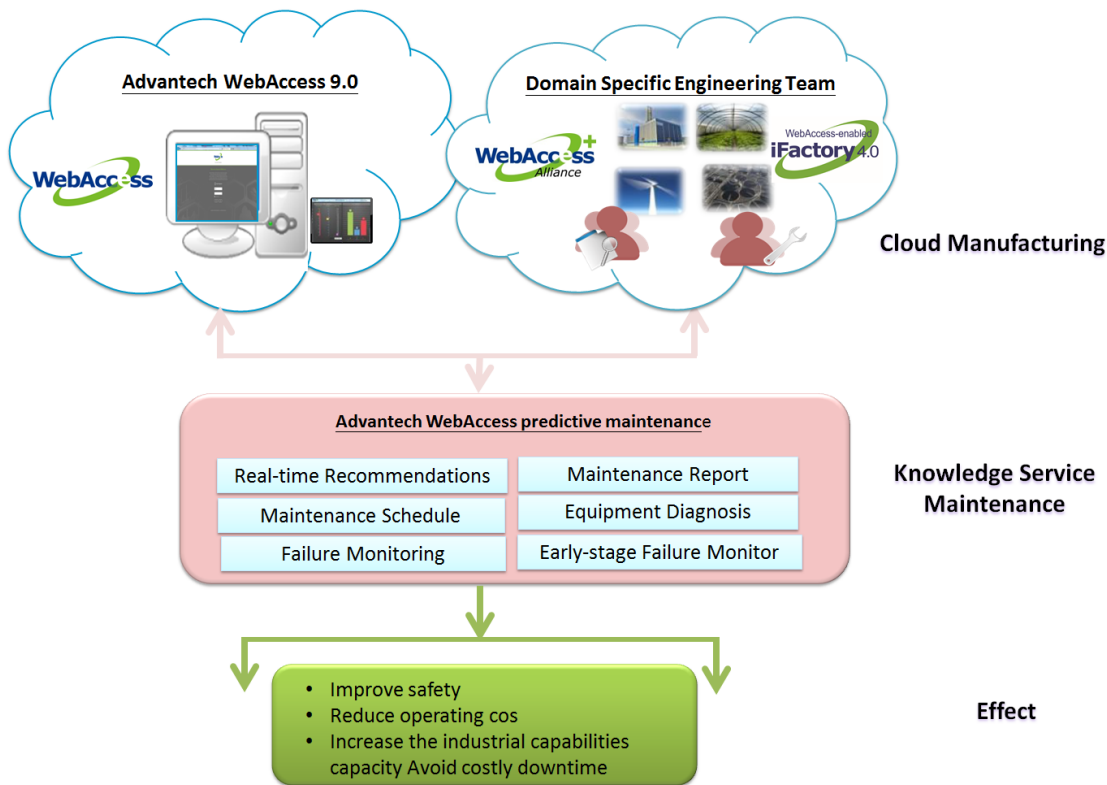 Advantech WebAccess 9.0
WebAccess
Domain Specific Engineering Team
WebAccess+
Alliance
WebAccess-enabled
iFactory 4.0
Cloud Manufacturing
Advantech WebAccess predictive maintenance
Real-time Recommendations
Maintenance Report
Maintenance Schedule
Equipment Diagnosis
Failure Monitoring
Early-stage Failure Monitor
Knowledge Service
Maintenance
• Improve safety
• Reduce operating cos
• Increase the industrial capabilities
capacity Avoid costly downtime
Effect